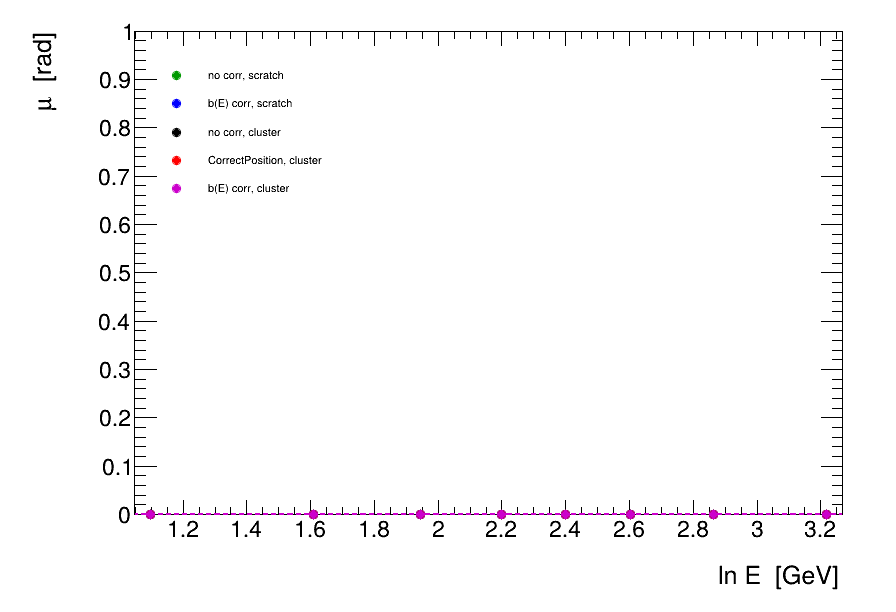 μ [rad]
1
0.9
0.8
0.7
0.6
0.5
0.4
0.3
0.2
0.1
0
no corr, scratch
b(E) corr, scratch
no corr, cluster
CorrectPosition, cluster
b(E) corr, cluster
1.2 1.4 1.6 1.8 2 2.2 2.4 2.6 2.8 3 3.2
ln E [GeV]